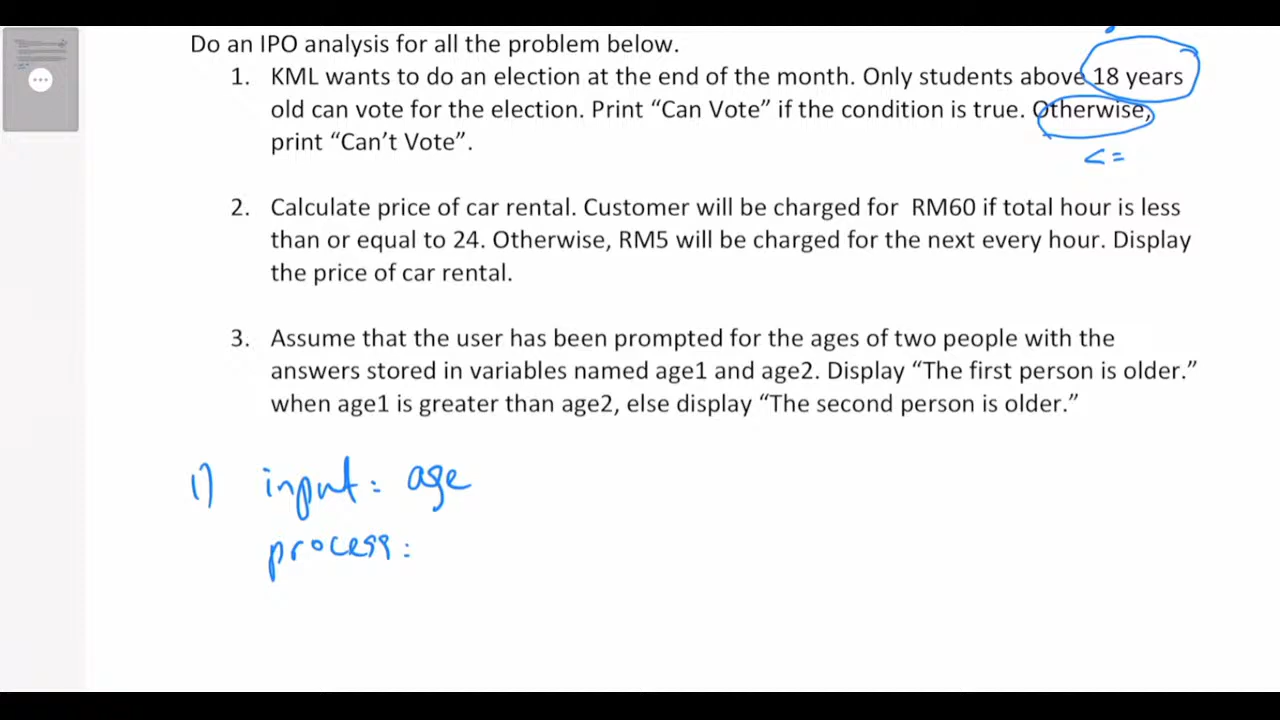 Do an IPO analysis for all the problem below.
1. KML wants to do an election at the end of the month. Only students above 18 years
old can vote for the election. Print “Can Vote” if the condition is true. Otherwise,
print “Can’t Vote”.
<=
2. Calculate price of car rental. Customer will be charged for RM60 if total hour is less
than or equal to 24. Otherwise, RM5 will be charged for the next every hour. Display
the price of car rental.
3. Assume that the user has been prompted for the ages of two people with the
answers stored in variables named age1 and age2. Display “The first person is older.”
when age1 is greater than age2, else display “The second person is older.”
1) input: age
process: